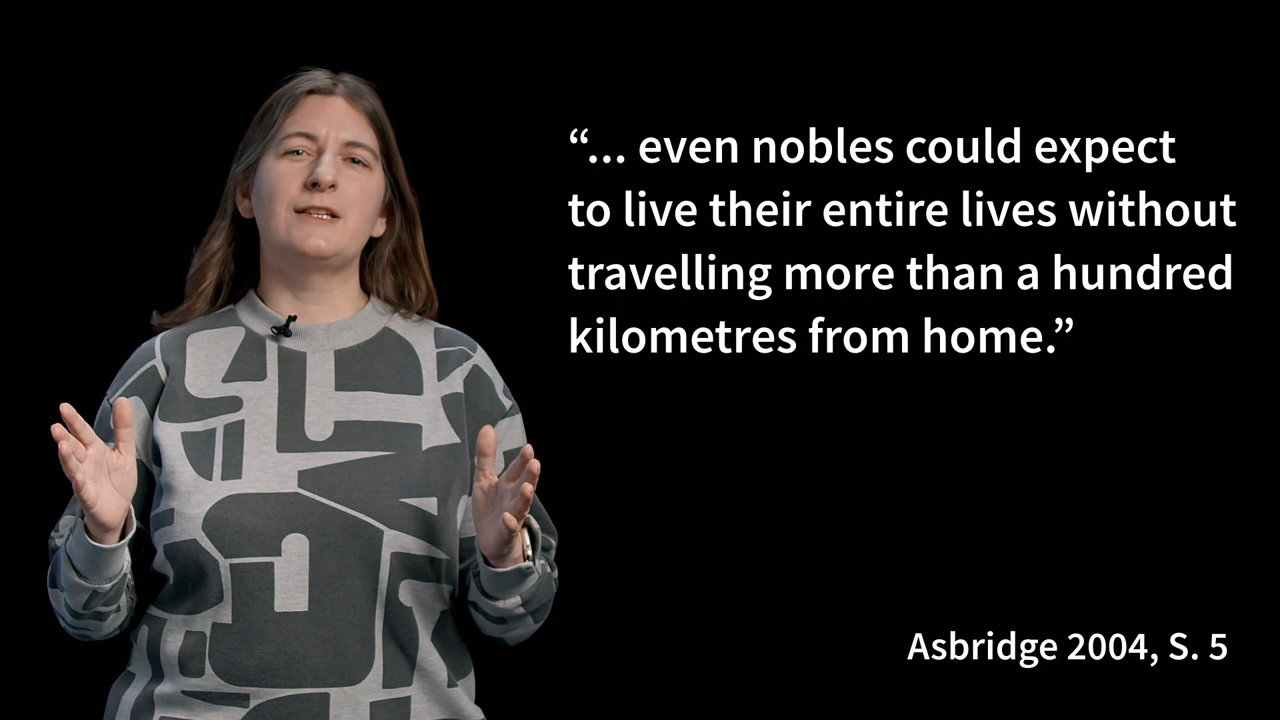 “... even nobles could expect
to live their entire lives without
travelling more than a hundred
kilometres from home.”
Asbridge 2004, S. 5